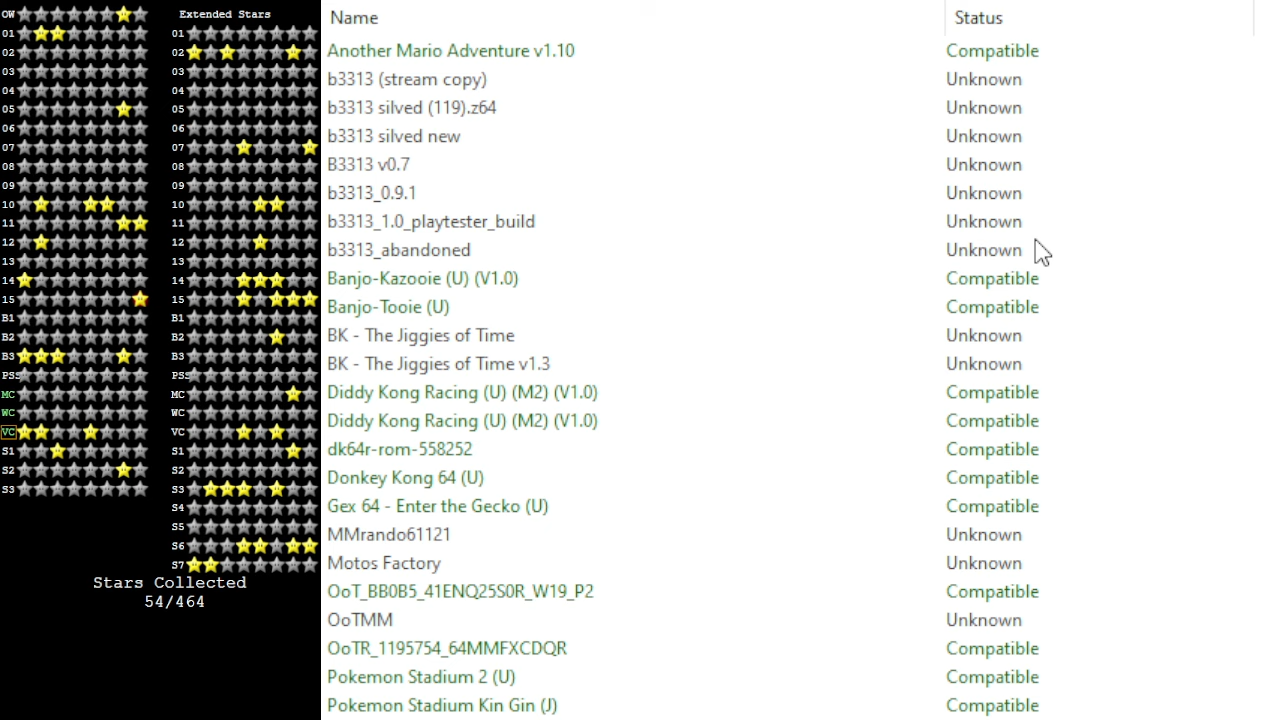 OW
01
02
03
04
05
06
07
08
09
10
11
12
13
14
15
B1
B2
B3
PSS
MC
WC
VC
S1
S2
S3
Extended Stars
01
02
03
04
05
06
07
08
09
10
11
12
13
14
15
B1
B2
B3
PSS
MC
WC
VC
S1
S2
S3
S4
S5
S6
S7
Stars Collected
54/464
Name Status
Another Mario Adventure v1.10 Compatible
b3313 (stream copy) Unknown
b3313 silved (119).z64 Unknown
b3313 silved new Unknown
B3313 v0.7 Unknown
b3313_0.9.1 Unknown
b3313_1.0_playtester_build Unknown
b3313_abandoned Unknown
Banjo-Kazooie (U) (V1.0) Compatible
Banjo-Tooie (U) Compatible
BK - The Jiggies of Time Unknown
BK - The Jiggies of Time v1.3 Unknown
Diddy Kong Racing (U) (M2) (V1.0) Compatible
Diddy Kong Racing (U) (M2) (V1.0) Compatible
dk64r-rom-558252 Compatible
Donkey Kong 64 (U) Compatible
Gex 64 - Enter the Gecko (U) Compatible
MMrando61121 Unknown
Motos Factory Unknown
OoT_BB0B5_41ENQ25S0R_W19_P2 Compatible
OoTMM Unknown
OoTR_1195754_64MMFXCDQR Compatible
Pokemon Stadium 2 (U) Compatible
Pokemon Stadium Kin Gin (J) Compatible